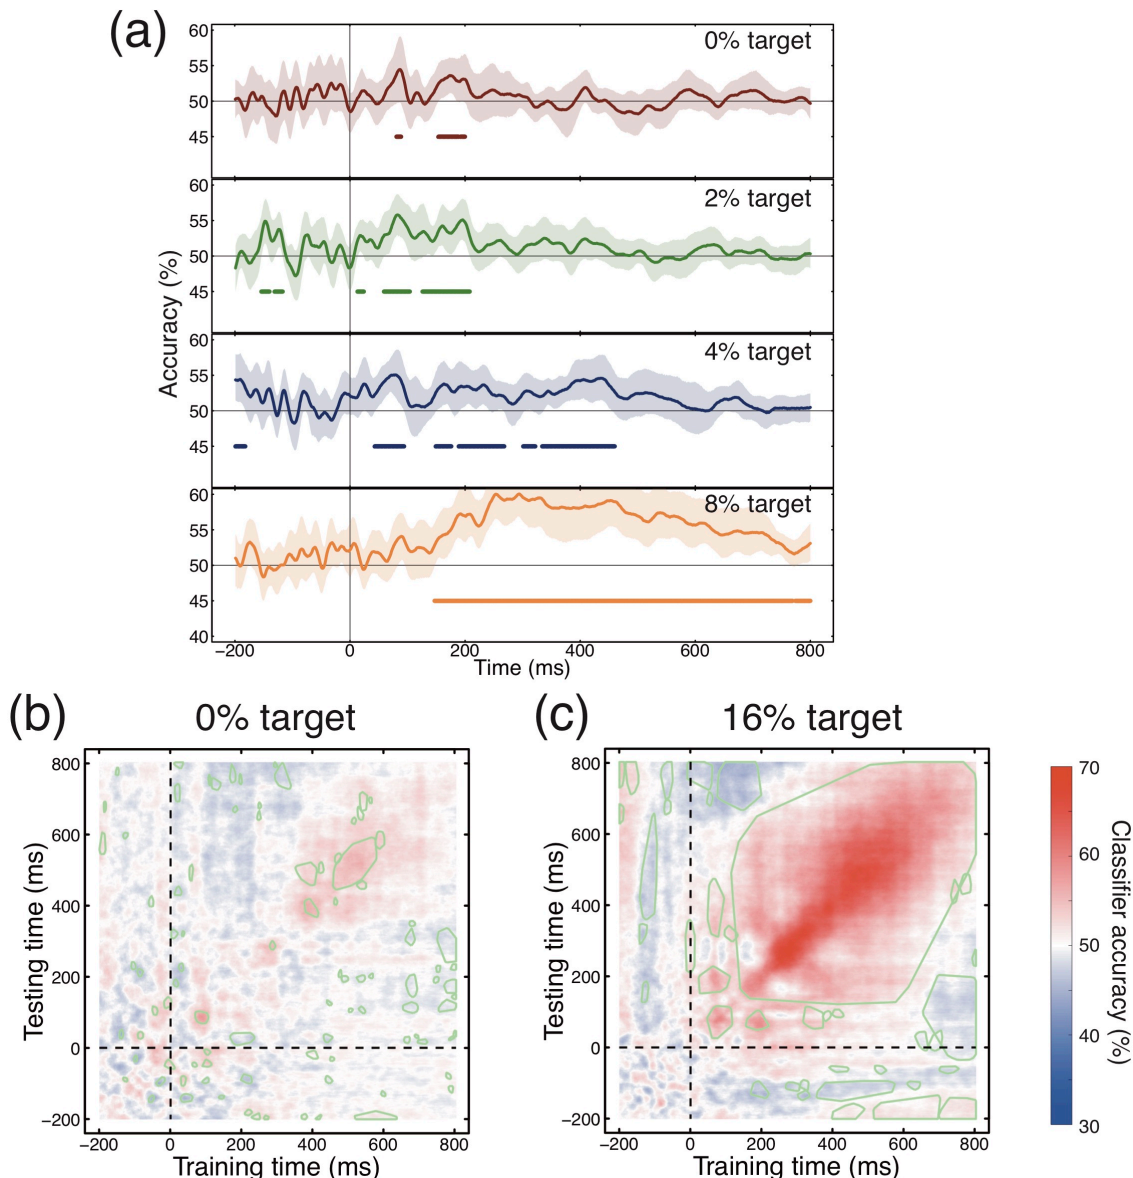 (a)
60
55
50
45
0% target
60
55
50
45
2% target
60
55
50
45
4% target
60
55
50
45
40
8% target
Accuracy (%)
−200 0 200 400 600 800
Time (ms)
(b) 0% target
800
600
400
200
0
−200
Testing time (ms)
−200 0 200 400 600 800
Training time (ms)
(c) 16% target
800
600
400
200
0
−200
Testing time (ms)
−200 0 200 400 600 800
Training time (ms)
70
60
50
40
30
Classifier accuracy (%)